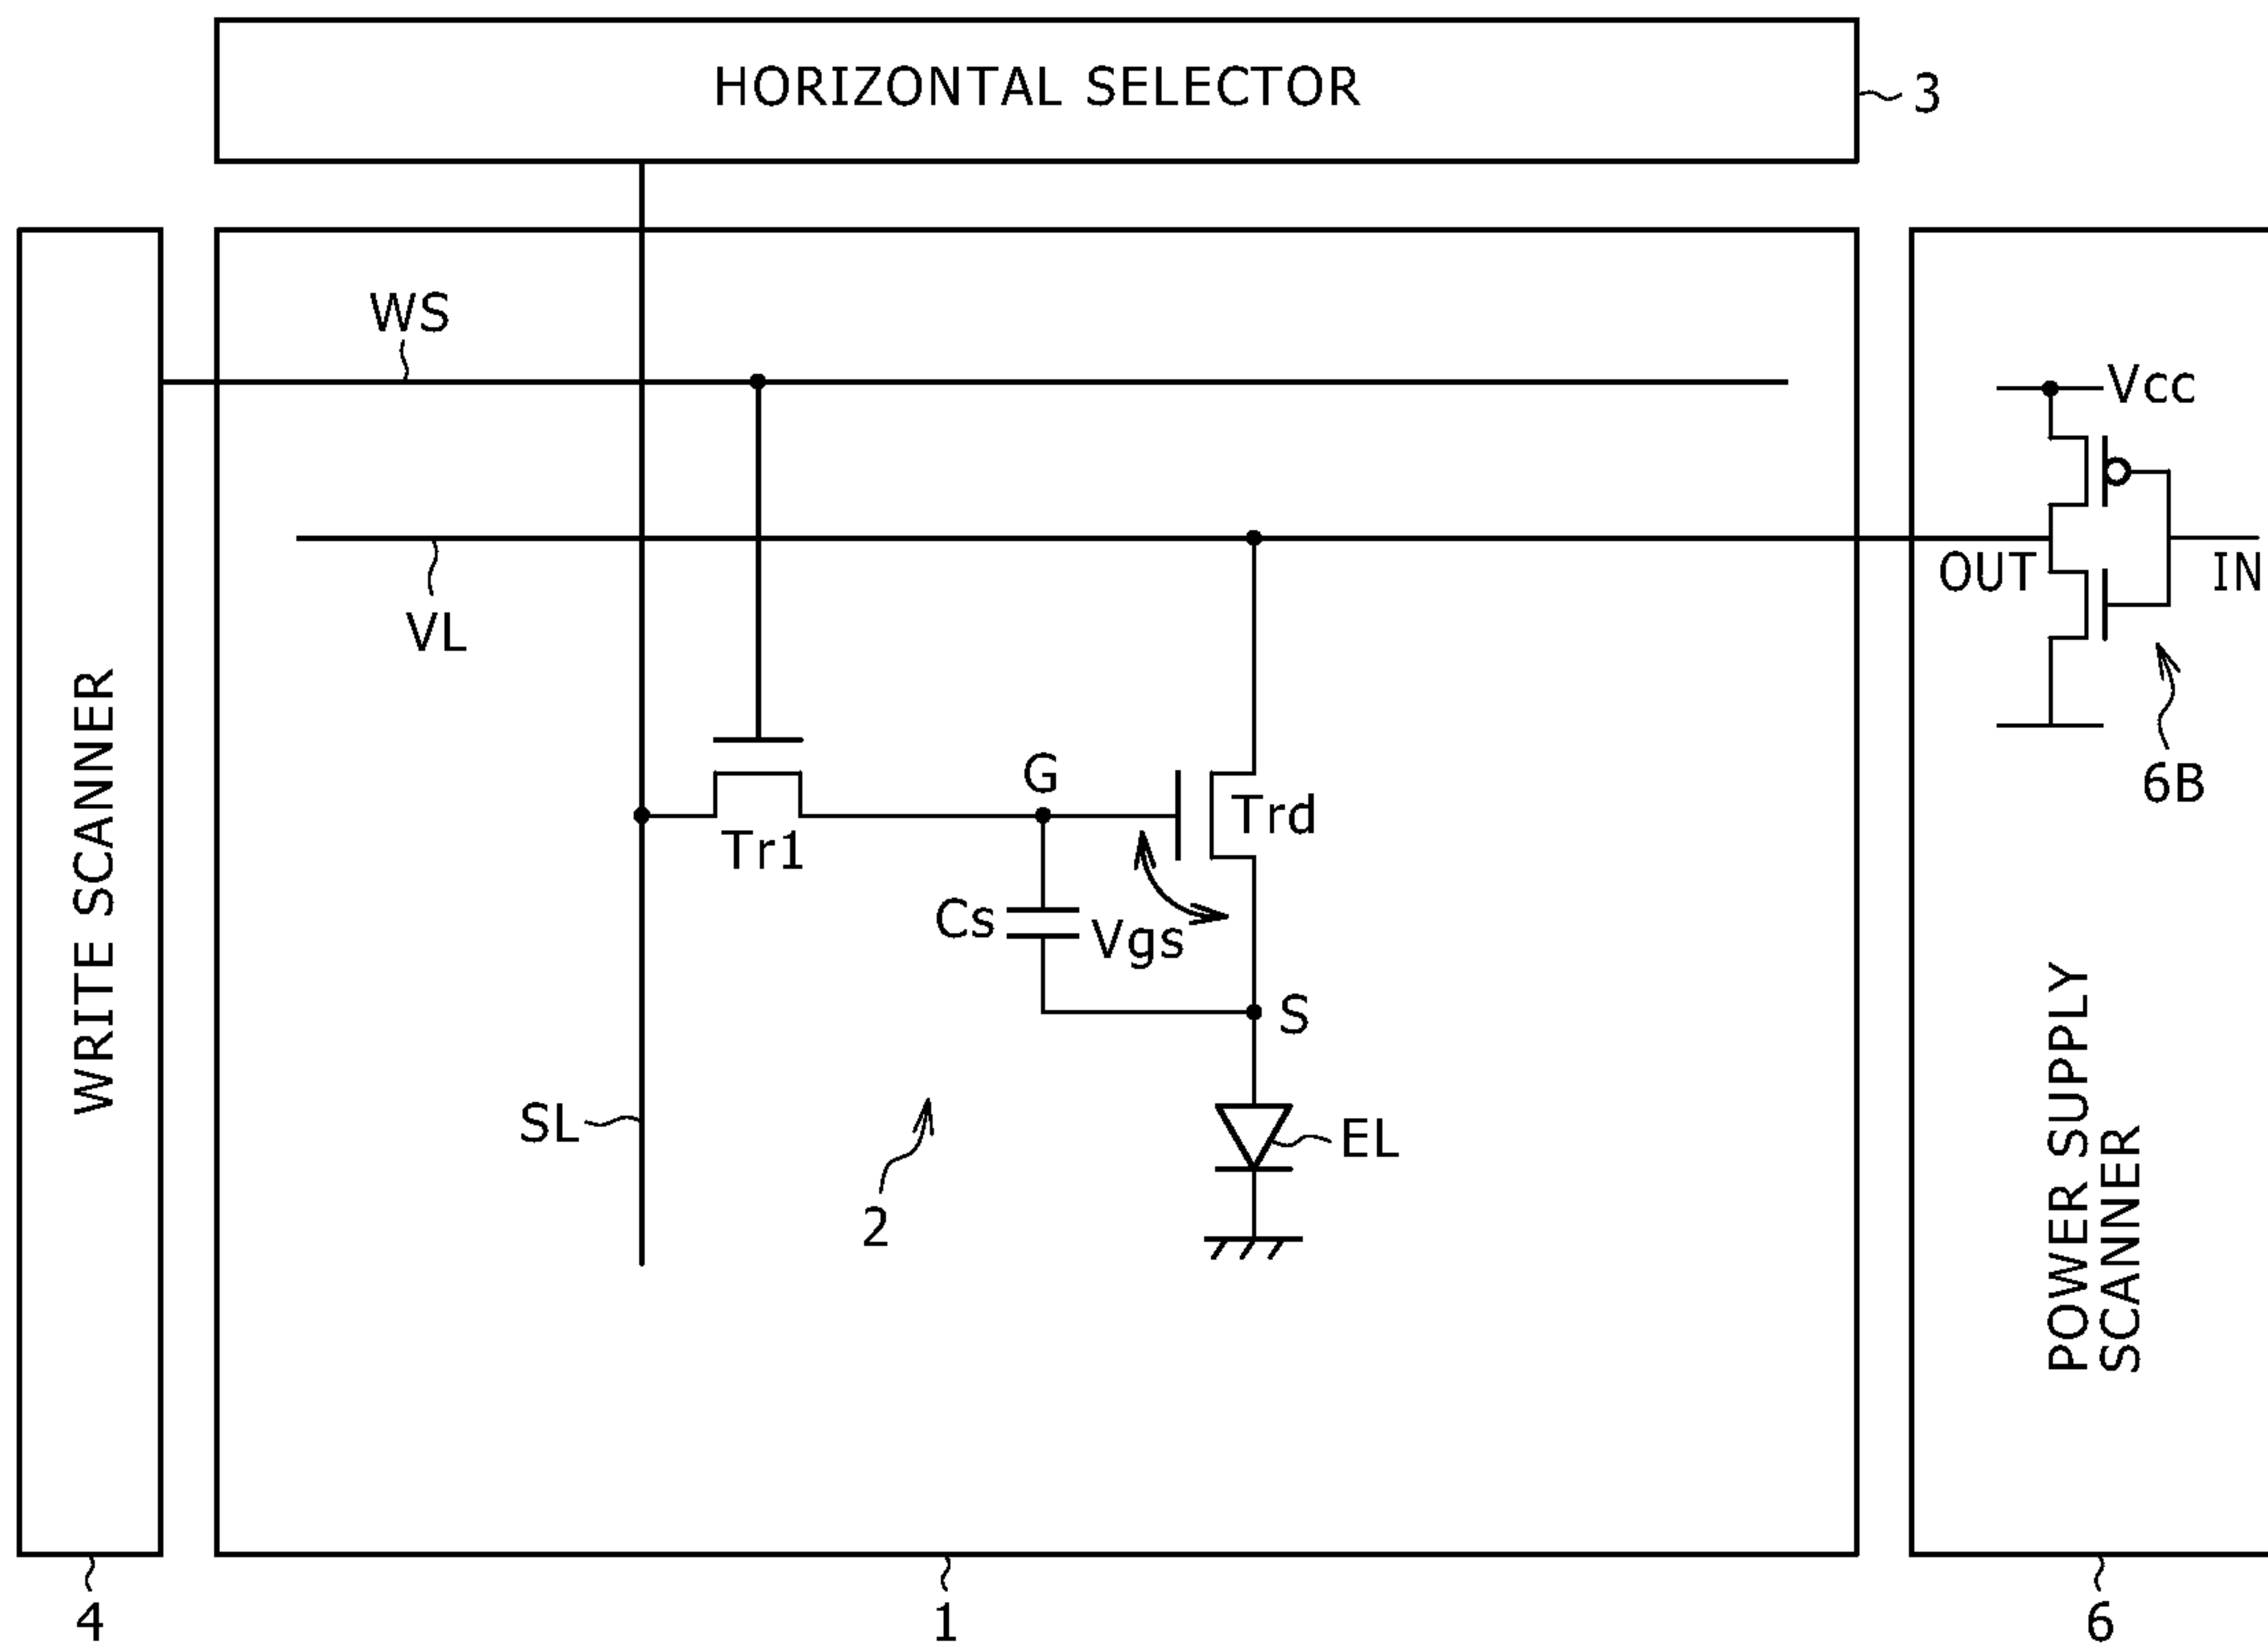 HORIZONTAL SELECTOR
3
WRITE SCANNER
WS
Vcc
VL
OUT
IN
6B
G
Trd
Tr1
Cs
Vgs
S
SL
EL
2
POWER SUPPLY
SCANNER
4
1
6